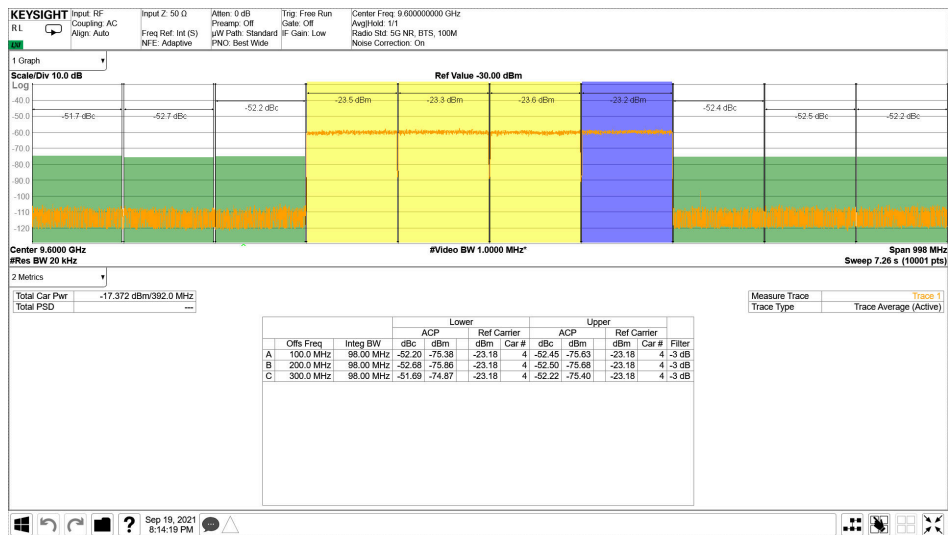 KEYSIGHT Input: RF Input Z: 50 Ω Atten: 0 dB Trig: Free Run Center Freq: 9.600000000 GHz
RL Coupling: AC Preamp: Off Gate: Off Avg|Hold: 1/1
Align: Auto Freq Ref: Int (S) µW Path: Standard IF Gain: Low Radio Std: 5G NR, BTS, 100M
LXI NFE: Adaptive PNO: Best Wide Noise Correction: On
1 Graph
Scale/Div 10.0 dB Ref Value -30.00 dBm
Log
-40.0 -51.7 dBc -52.7 dBc -52.2 dBc -23.5 dBm -23.3 dBm -23.6 dBm -23.2 dBm -52.4 dBc -52.5 dBc -52.2 dBc
-50.0
-60.0
-70.0
-80.0
-90.0
-100
-110
-120
Center 9.6000 GHz #Video BW 1.0000 MHz* Span 998 MHz
#Res BW 20 kHz Sweep 7.26 s (10001 pts)
2 Metrics
Total Car Pwr -17.372 dBm/392.0 MHz Measure Trace Trace 1
Total PSD --- Trace Type Trace Average (Active)
Lower Upper
ACP Ref Carrier ACP Ref Carrier
Offs Freq Integ BW dBc dBm dBm Car # dBc dBm dBm Car # Filter
A 100.0 MHz 98.00 MHz -52.20 -75.38 -23.18 4 -52.45 -75.63 -23.18 4 -3 dB
B 200.0 MHz 98.00 MHz -52.68 -75.86 -23.18 4 -52.50 -75.68 -23.18 4 -3 dB
C 300.0 MHz 98.00 MHz -51.69 -74.87 -23.18 4 -52.22 -75.40 -23.18 4 -3 dB
? Sep 19, 2021
8:14:19 PM